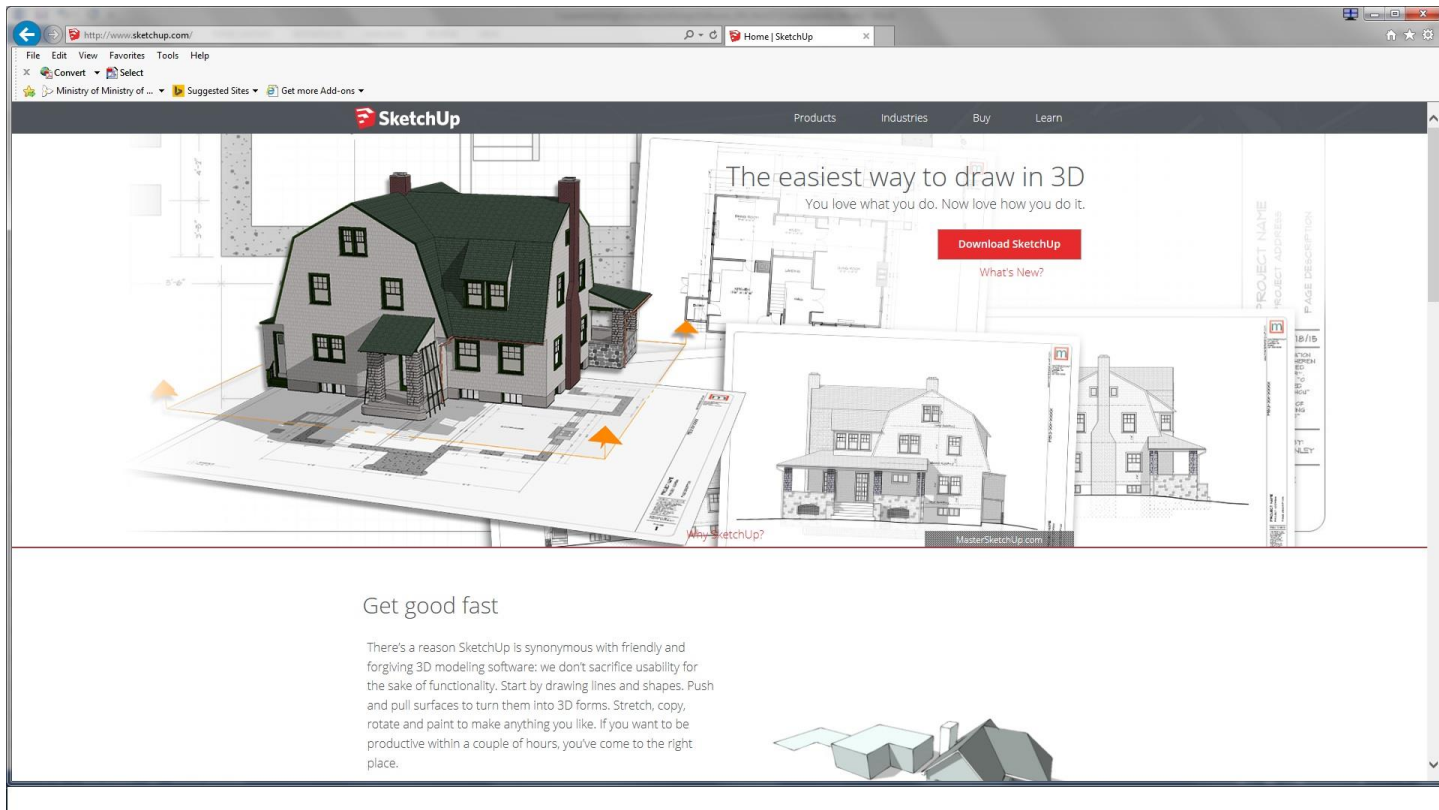 http://www.sketchup.com/
Home | SketchUp
File Edit View Favorites Tools Help
Convert Select
Ministry of Ministry of ... Suggested Sites Get more Add-ons
SketchUp
Products Industries Buy Learn
The easiest way to draw in 3D
You love what you do. Now love how you do it.
Download SketchUp
What's New?
PROJECT NAME
PROJECT ADDRESS
PAGE DESCRIPTION
m
18/15
m
Why SketchUp?
MasterSketchUp.com
Get good fast
There's a reason SketchUp is synonymous with friendly and
forgiving 3D modeling software: we don't sacrifice usability for
the sake of functionality. Start by drawing lines and shapes. Push
and pull surfaces to turn them into 3D forms. Stretch, copy,
rotate and paint to make anything you like. If you want to be
productive within a couple of hours, you've come to the right
place.